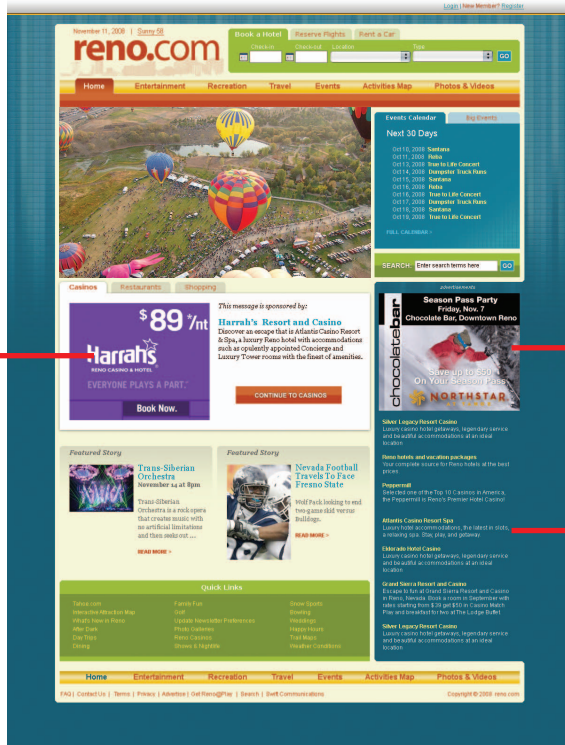 Login | New Member? Register
November 11, 2008 | Sunny 58
reno.com
Book a Hotel Reserve Flights Rent a Car
Check-in Check-out Location Type
GO
Home Entertainment Recreation Travel Events Activities Map Photos & Videos
Events Calendar Big Events
Next 30 Days
Oct 10, 2008 Santana
Oct 11, 2008 Reba
Oct 13, 2008 True to Life Concert
Oct 14, 2008 Dumpster Truck Runs
Oct 15, 2008 Santana
Oct 16, 2008 Reba
Oct 16, 2008 True to Life Concert
Oct 17, 2008 Dumpster Truck Runs
Oct 18, 2008 Santana
Oct 19, 2008 True to Life Concert
FULL CALENDAR >
SEARCH: Enter search terms here GO
Casinos Restaurants Shopping
$89*/nt
Harrah's
RENO CASINO & HOTEL
EVERYONE PLAYS A PART.
Book Now.
This message is sponsored by:
Harrah's Resort and Casino
Discover an escape that is Atlantis Casino Resort
& Spa, a luxury Reno hotel with accommodations
such as opulently appointed Concierge and
Luxury Tower rooms with the finest of amenities.
CONTINUE TO CASINOS
advertisements
chocolatebar
Season Pass Party
Friday, Nov. 7
Chocolate Bar, Downtown Reno
Save up to $50
On Your Season Pass
NORTHSTAR
Silver Legacy Resort Casino
Luxury casino hotel getaways, legendary service
and beautiful accommodations at an ideal
location
Reno hotels and vacation packages
Your complete source for Reno hotels at the best
prices
Peppermill
Selected one of the Top 10 Casinos in America,
the Peppermill is Reno's Premier Hotel Casino!
Atlantis Casino Resort Spa
Luxury hotel accommodations, the latest in slots,
a relaxing spa. Stay, play, and getaway
Eldorado Hotel Casino
Luxury casino hotel getaways, legendary service
and beautiful accommodations at an ideal
location
Grand Sierra Resort and Casino
Escape to fun at Grand Sierra Resort and Casino
in Reno, Nevada. Book a room in September with
rates starting from $39 get $50 in Casino Match
Play and breakfast for two at The Lodge Buffet.
Silver Legacy Resort Casino
Luxury casino hotel getaways, legendary service
and beautiful accommodations at an ideal
location
Featured Story
Trans-Siberian
Orchestra
November 14 at 8pm
Trans-Siberian
Orchestra is a rock opera
that creates music with
no artificial limitations
and then seeks out ...
READ MORE >
Featured Story
Nevada Football
Travels To Face
Fresno State
Wolf Pack looking to end
two-game skid versus
Bulldogs.
READ MORE >
Quick Links
Tahoe.com
Interactive Attraction Map
What's New in Reno
After Dark
Day Trips
Dining
Family Fun
Golf
Update Newsletter Preferences
Photo Galleries
Reno Casinos
Shows & Nightlife
Snow Sports
Bowling
Weddings
Happy Hours
Trail Maps
Weather Conditions
Home Entertainment Recreation Travel Events Activities Map Photos & Videos
FAQ | Contact Us | Terms | Privacy | Advertise | Get Reno@Play | Search | Swift Communications
Copyright © 2008 reno.com